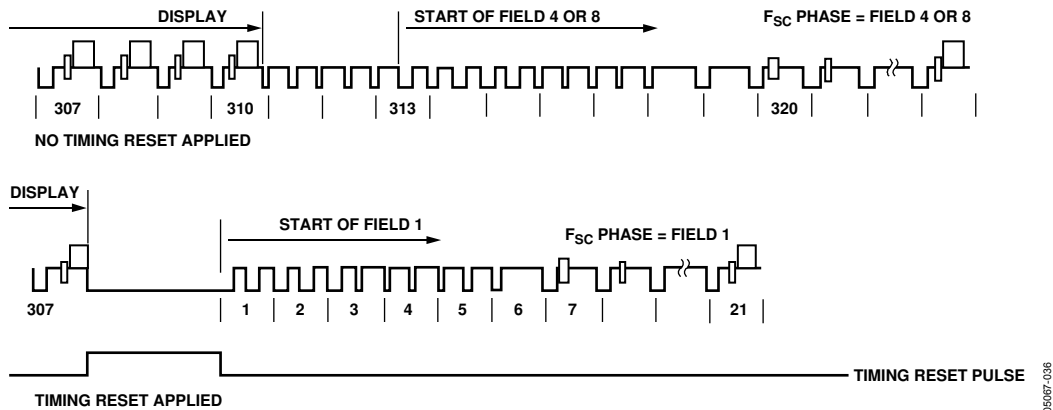 DISPLAY START OF FIELD 4 OR 8 FSC PHASE = FIELD 4 OR 8
307 310 313 320
NO TIMING RESET APPLIED
DISPLAY
START OF FIELD 1 FSC PHASE = FIELD 1
307 1 2 3 4 5 6 7 21
TIMING RESET PULSE
TIMING RESET APPLIED
05067-036